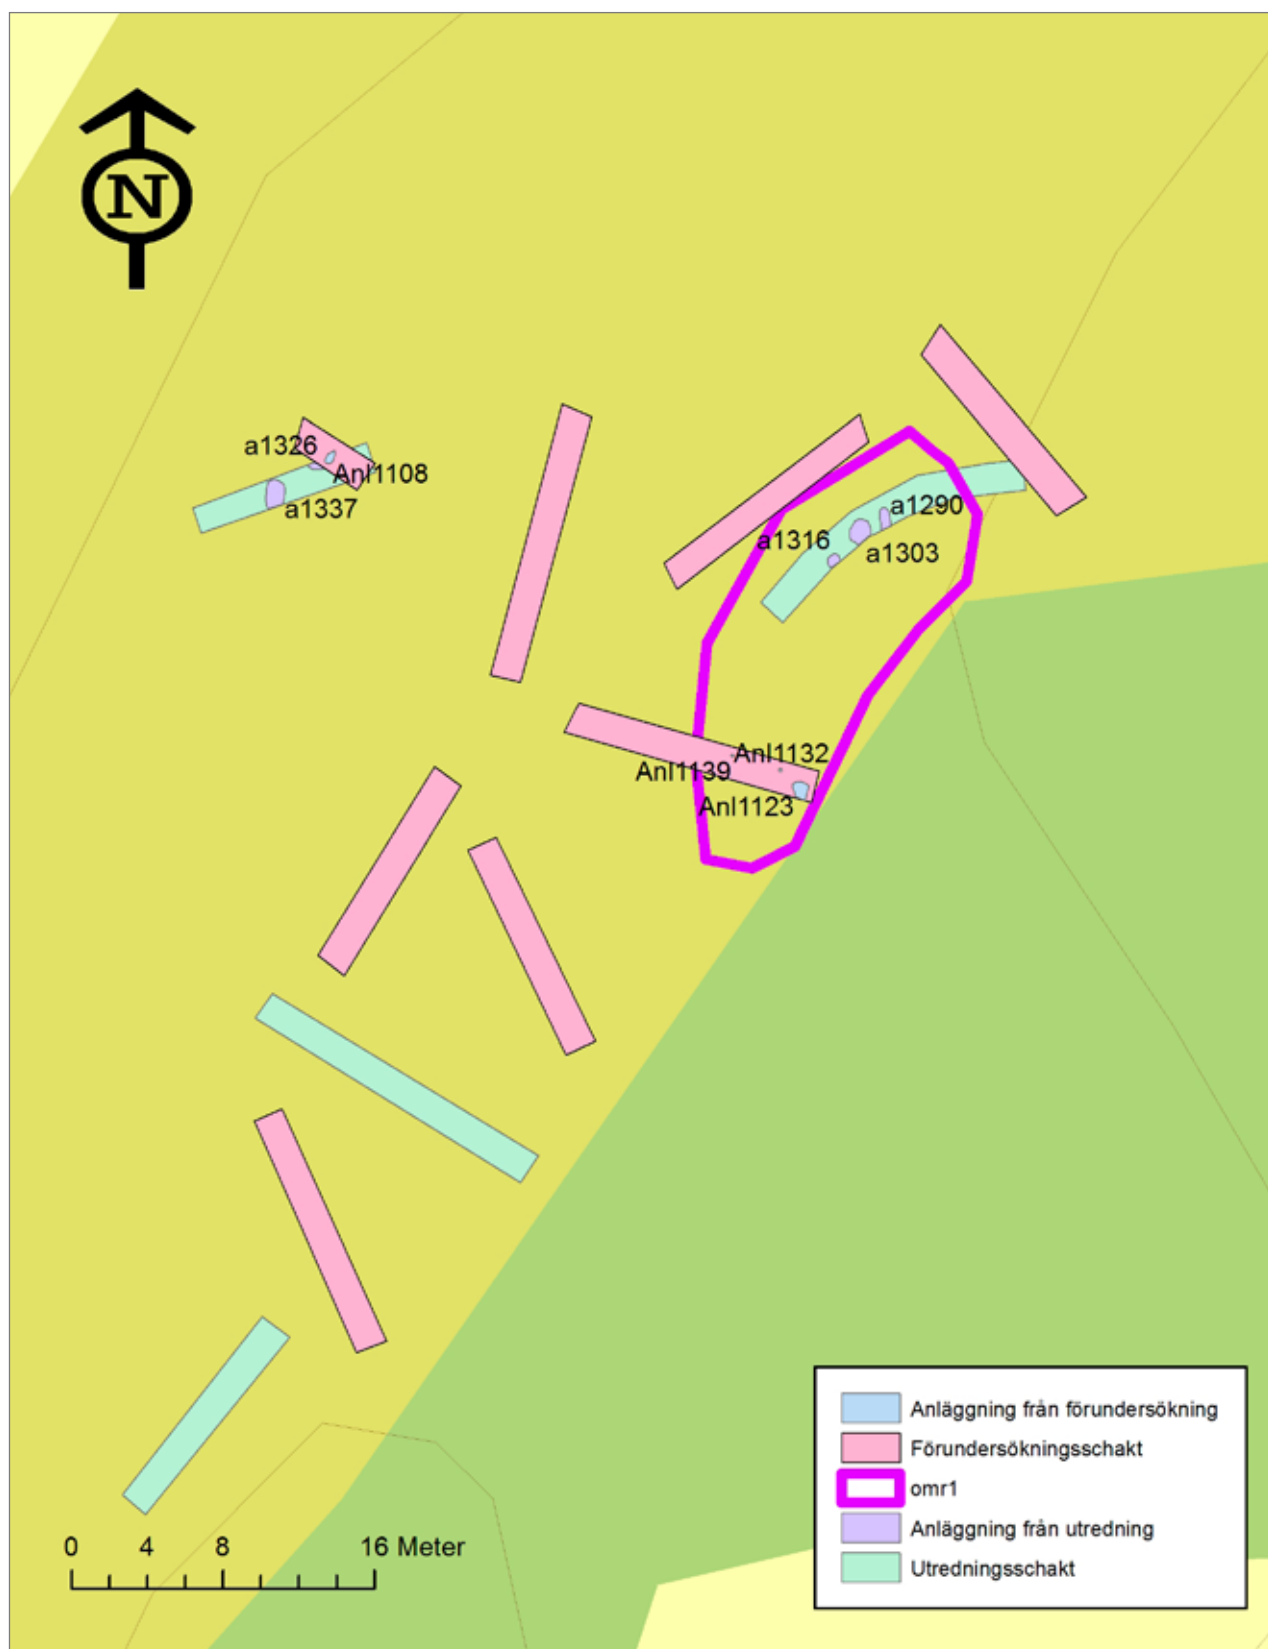 N
a1326
Anl1108
a1337
a1290
a1316
a1303
Anl1132
Anl1139
Anl1123
Anläggning från förundersökning
Förundersökningsschakt
omr1
Anläggning från utredning
Utredningsschakt
0 4 8 16 Meter